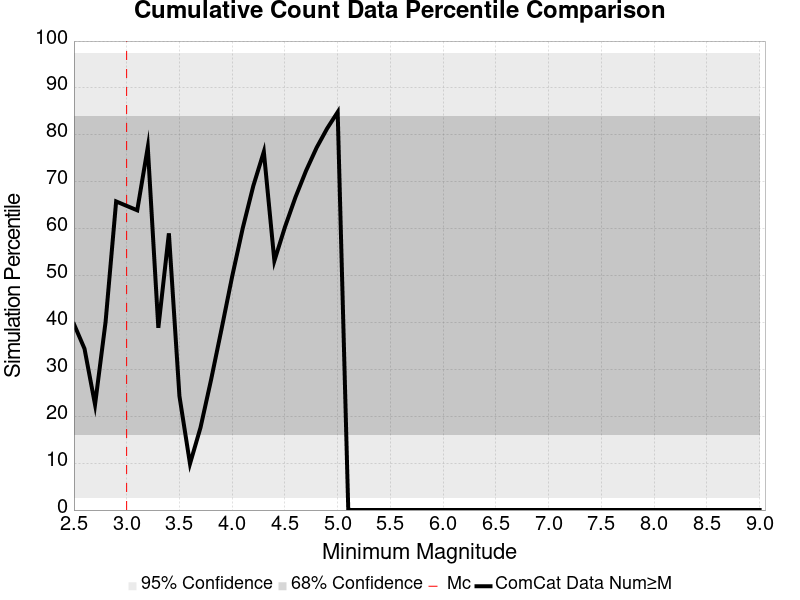 Cumulative Count Data Percentile Comparison
100
90
80
70
60
50
40
30
20
10
0
Simulation Percentile
2.5 3.0 3.5 4.0 4.5 5.0 5.5 6.0 6.5 7.0 7.5 8.0 8.5 9.0
Minimum Magnitude
95% Confidence 68% Confidence Mc ComCat Data Num≥M